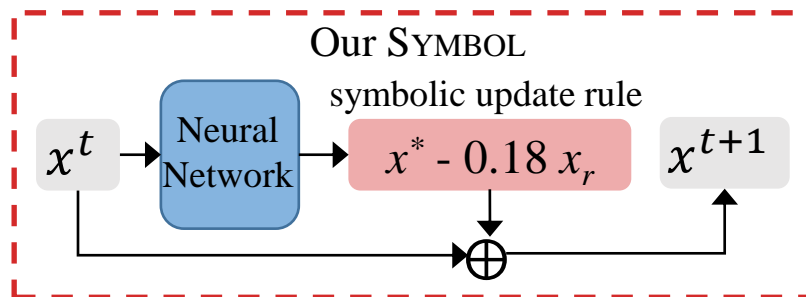 Our SYMBOL
symbolic update rule
x^t
Neural
Network
x^* - 0.18 x_r
x^{t+1}